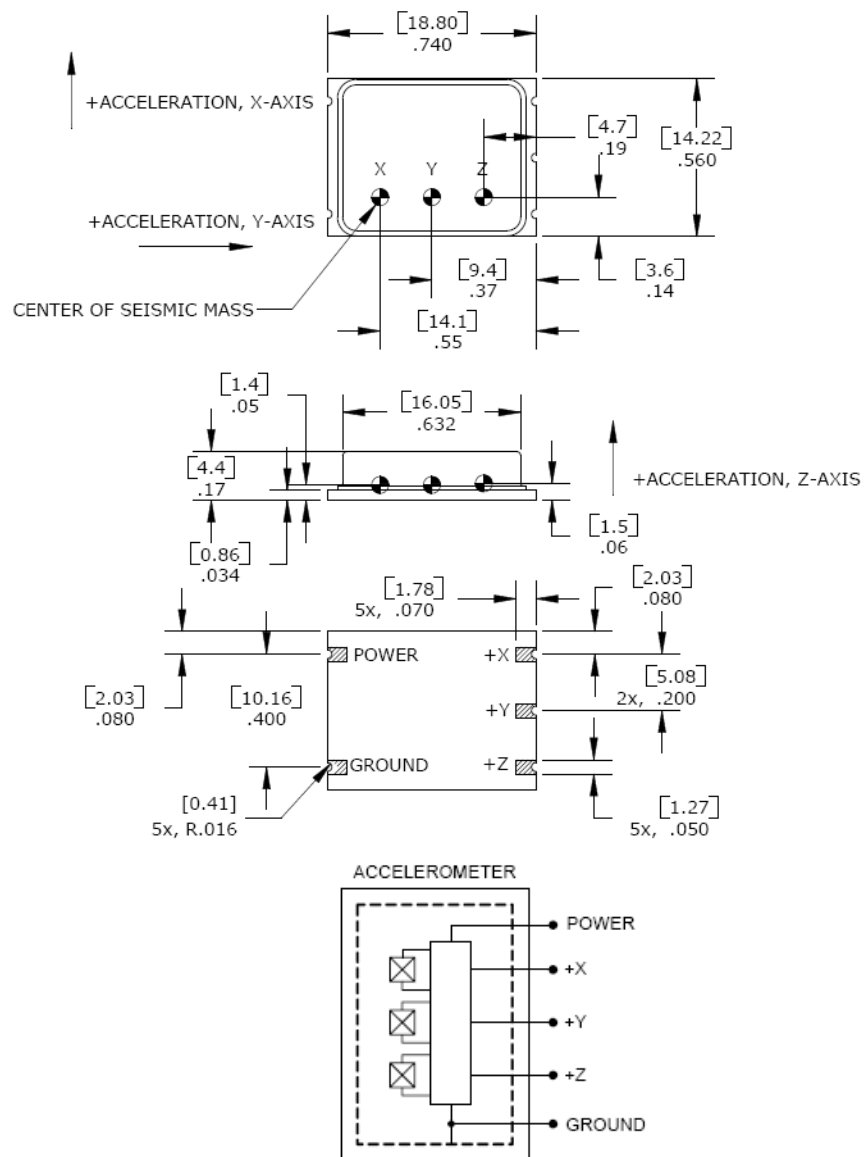 [18.80]
.740
+ACCELERATION, X-AXIS
[4.7]
.19
[14.22]
.560
X Y Z
+ACCELERATION, Y-AXIS
[9.4]
.37
[3.6]
.14
CENTER OF SEISMIC MASS
[14.1]
.55
[1.4]
.05
[16.05]
.632
[4.4]
.17
+ACCELERATION, Z-AXIS
[1.5]
.06
[0.86]
.034
[1.78]
5x, .070
[2.03]
.080
POWER
+X
[5.08]
2x, .200
[2.03]
.080
[10.16]
.400
+Y
GROUND
+Z
[0.41]
5x, R.016
[1.27]
5x, .050
ACCELEROMETER
POWER
+X
+Y
+Z
GROUND